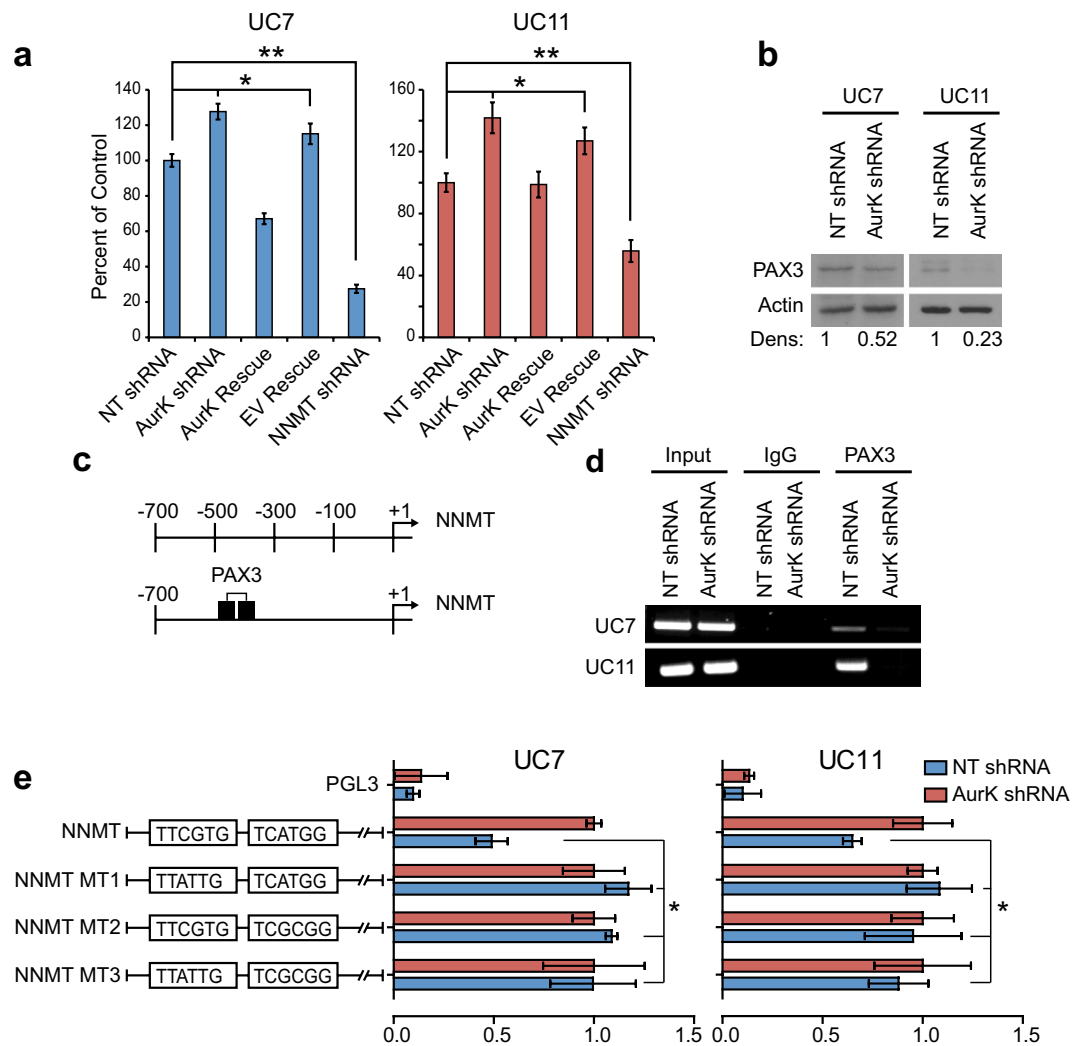 a
UC7
UC11
**
**
*
*
Percent of Control
140
120
100
80
60
40
20
0
160
120
80
40
0
NT shRNA
AurK shRNA
AurK Rescue
EV Rescue
NNMT shRNA
NT shRNA
AurK shRNA
AurK Rescue
EV Rescue
NNMT shRNA
b
UC7
UC11
NT shRNA
AurK shRNA
NT shRNA
AurK shRNA
PAX3
Actin
Dens: 1 0.52 1 0.23
c
-700 -500 -300 -100 +1
NNMT
PAX3
-700 +1
NNMT
d
Input IgG PAX3
NT shRNA
AurK shRNA
NT shRNA
AurK shRNA
NT shRNA
AurK shRNA
UC7
UC11
e
UC7
UC11
NT shRNA
AurK shRNA
PGL3
NNMT TTCGTG TCATGG
NNMT MT1 TTATTG TCATGG
NNMT MT2 TTCGTG TCGCGG
NNMT MT3 TTATTG TCGCGG
*
*
0.0 0.5 1.0 1.5
0.0 0.5 1.0 1.5